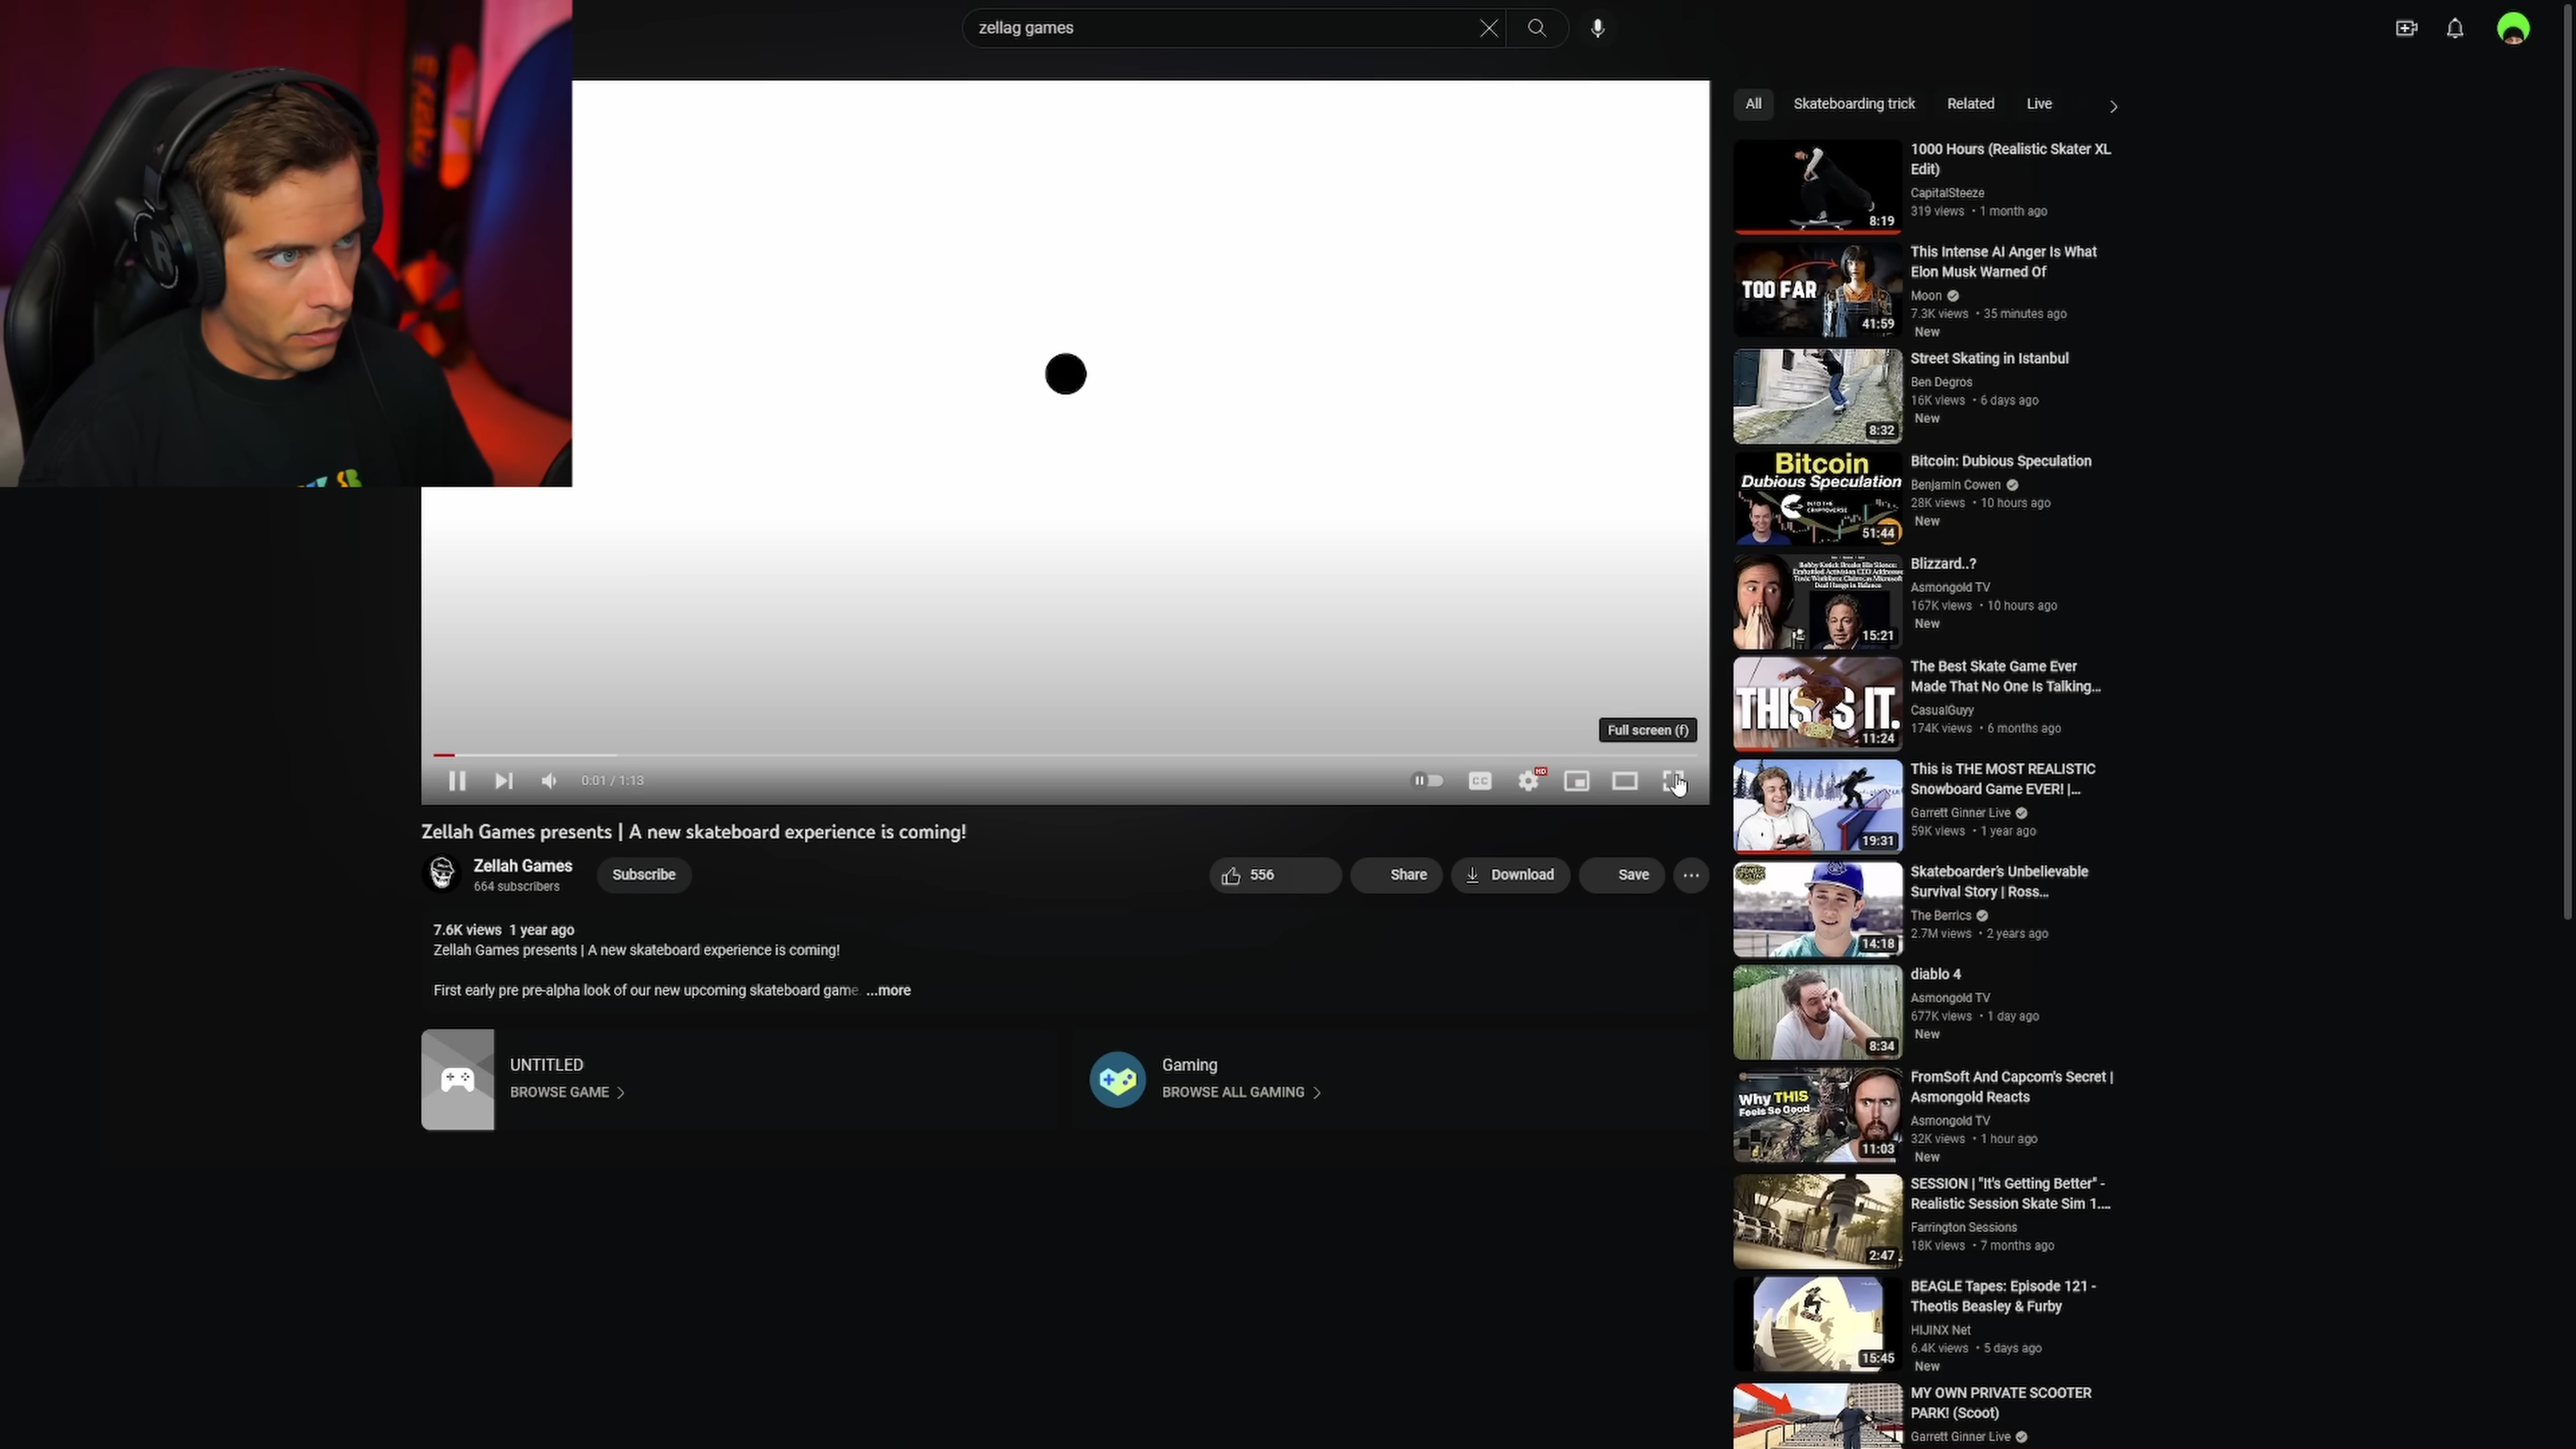 zellag games
All
Skateboarding trick
Related
Live
1000 Hours (Realistic Skater XL
Edit)
CapitalSteeze
319 views • 1 month ago
8:19
This Intense AI Anger Is What
Elon Musk Warned Of
Moon
7.3K views • 35 minutes ago
New
TOO FAR
41:59
Street Skating in Istanbul
Ben Degros
16K views • 6 days ago
New
8:32
Bitcoin: Dubious Speculation
Benjamin Cowen
28K views • 10 hours ago
New
Bitcoin
Dubious Speculation
INTO THE
CRYPTOVERSE
51:44
Blizzard..?
Asmongold TV
167K views • 10 hours ago
New
15:21
The Best Skate Game Ever
Made That No One Is Talking...
CasualGuyy
174K views • 6 months ago
THIS IS IT.
11:24
This is THE MOST REALISTIC
Snowboard Game EVER! |...
Garrett Ginner Live
59K views • 1 year ago
19:31
Skateboarder's Unbelievable
Survival Story | Ross...
The Berrics
2.7M views • 2 years ago
14:18
diablo 4
Asmongold TV
677K views • 1 day ago
New
8:34
FromSoft And Capcom's Secret |
Asmongold Reacts
Asmongold TV
32K views • 1 hour ago
New
Why THIS
Feels So Good
11:03
SESSION | "It's Getting Better" -
Realistic Session Skate Sim 1....
Farrington Sessions
18K views • 7 months ago
2:47
BEAGLE Tapes: Episode 121 -
Theotis Beasley & Furby
HIJINX Net
6.4K views • 5 days ago
New
15:45
MY OWN PRIVATE SCOOTER
PARK! (Scoot)
Garrett Ginner Live
Full screen (f)
0:01 / 1:13
CC
HD
Zellah Games presents | A new skateboard experience is coming!
Zellah Games
664 subscribers
Subscribe
556
Share
Download
Save
7.6K views 1 year ago
Zellah Games presents | A new skateboard experience is coming!
First early pre pre-alpha look of our new upcoming skateboard game. ...more
UNTITLED
BROWSE GAME
Gaming
BROWSE ALL GAMING